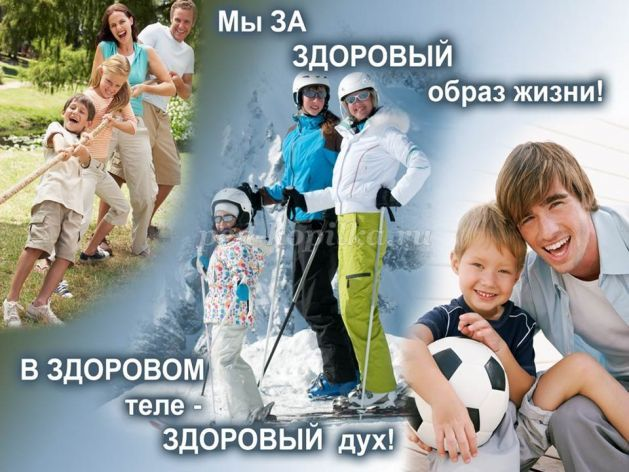 Мы ЗА
ЗДОРОВЫЙ
образ жизни!
В ЗДОРОВОМ
теле -
ЗДОРОВЫЙ дух!